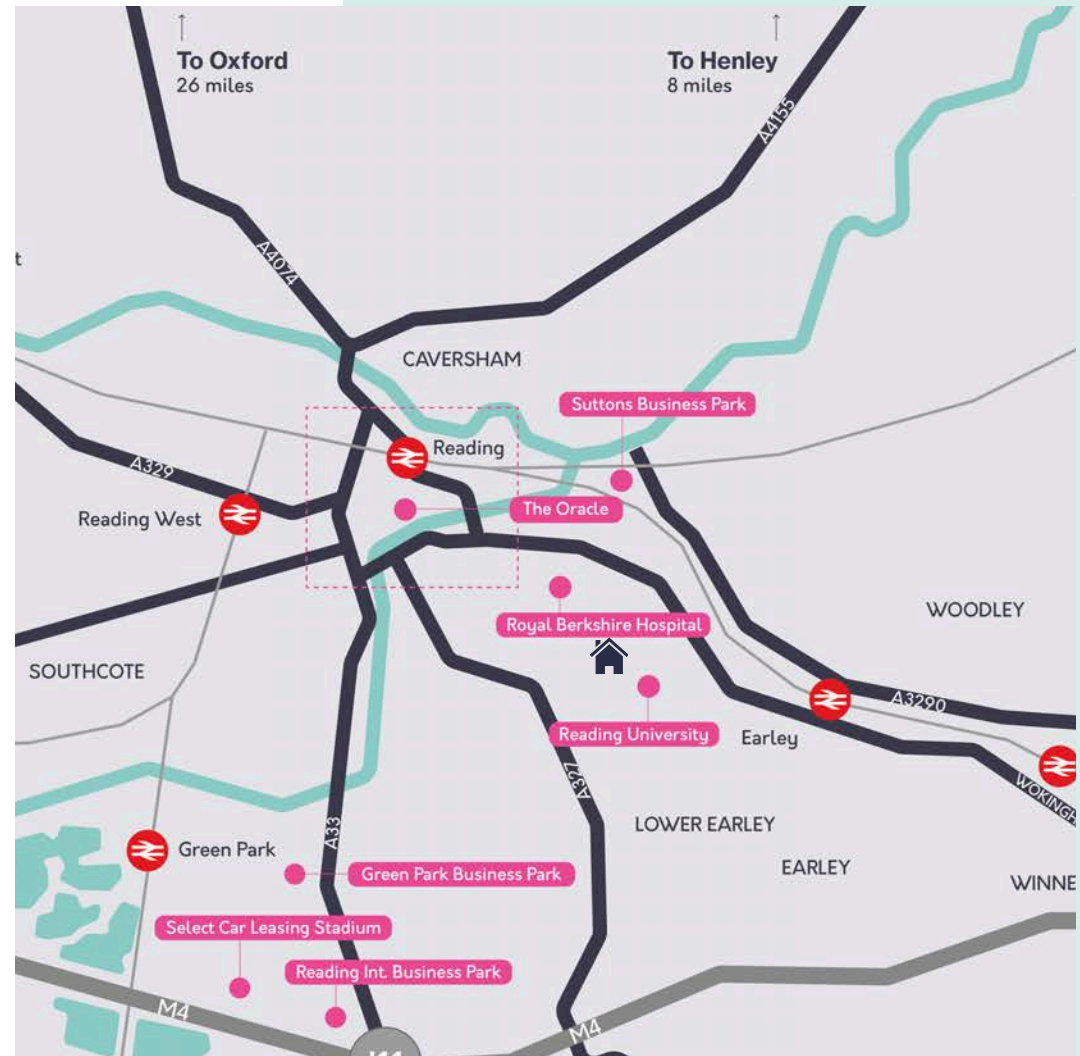 To Oxford
26 miles
To Henley
8 miles
A4155
A4074
t
CAVERSHAM
Suttons Business Park
Reading
A329
The Oracle
Reading West
WOODLEY
Royal Berkshire Hospital
SOUTHCOTE
A3290
Reading University
Earley
A327
WOKINGH
LOWER EARLEY
A33
Green Park
EARLEY
Green Park Business Park
WINNE
Select Car Leasing Stadium
Reading Int. Business Park
M4
M4